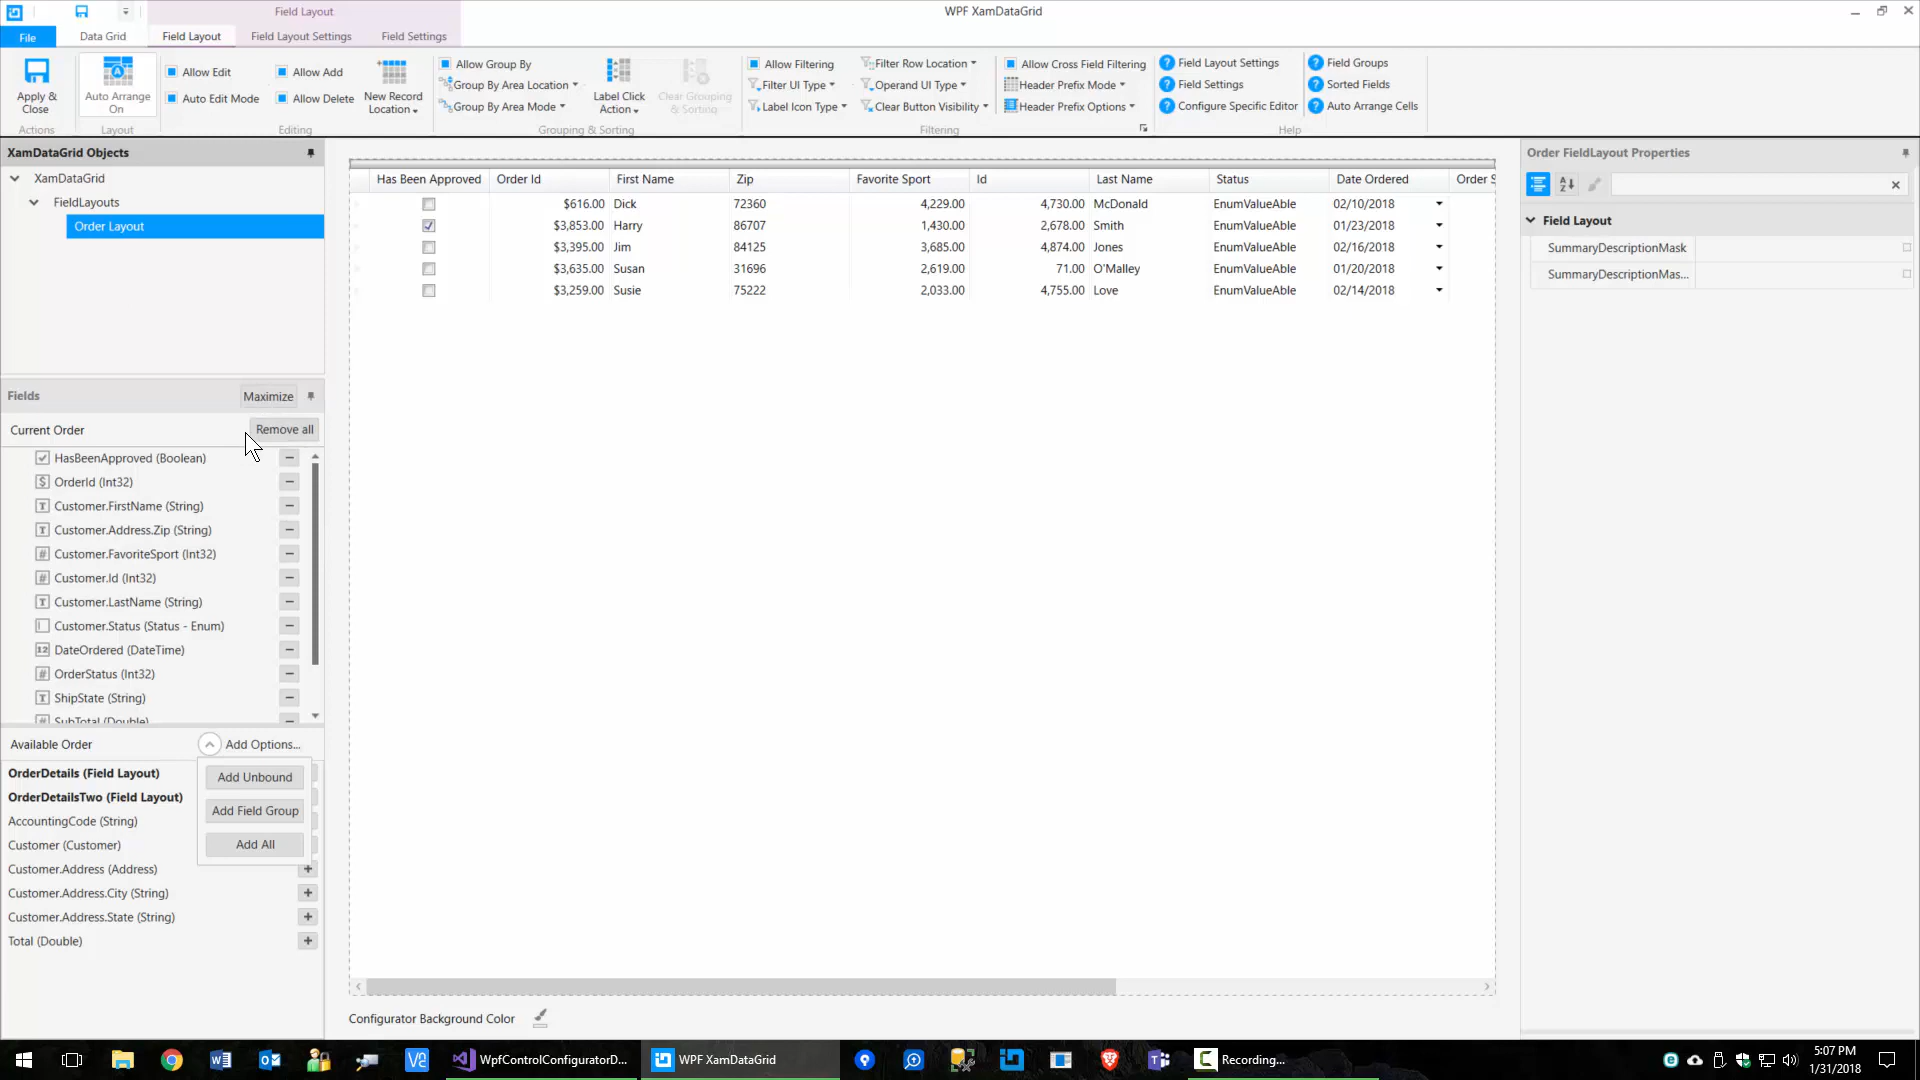 Field Layout
WPF XamDataGrid
File
Data Grid
Field Layout
Field Layout Settings
Field Settings
Apply & Close
Actions
Auto Arrange On
Layout
Allow Edit
Auto Edit Mode
Allow Add
Allow Delete
New Record Location
Editing
Allow Group By
Group By Area Location
Group By Area Mode
Label Click Action
Clear Grouping & Sorting
Grouping & Sorting
Allow Filtering
Filter UI Type
Label Icon Type
Filter Row Location
Operand UI Type
Clear Button Visibility
Filtering
Allow Cross Field Filtering
Header Prefix Mode
Header Prefix Options
Field Layout Settings
Field Settings
Configure Specific Editor
Field Groups
Sorted Fields
Auto Arrange Cells
Help
XamDataGrid Objects
XamDataGrid
FieldLayouts
Order Layout
Fields
Maximize
Current Order
Remove all
HasBeenApproved (Boolean)
OrderId (Int32)
Customer.FirstName (String)
Customer.Address.Zip (String)
Customer.FavoriteSport (Int32)
Customer.Id (Int32)
Customer.LastName (String)
Customer.Status (Status - Enum)
DateOrdered (DateTime)
OrderStatus (Int32)
ShipState (String)
SubTotal (Double)
Available Order
Add Options...
Add Unbound
Add Field Group
Add All
OrderDetails (Field Layout)
OrderDetailsTwo (Field Layout)
AccountingCode (String)
Customer (Customer)
Customer.Address (Address)
Customer.Address.City (String)
Customer.Address.State (String)
Total (Double)
Has Been Approved Order Id First Name Zip Favorite Sport Id Last Name Status Date Ordered Order S
$616.00 Dick 72360 4,229.00 4,730.00 McDonald EnumValueAble 02/10/2018
$3,853.00 Harry 86707 1,430.00 2,678.00 Smith EnumValueAble 01/23/2018
$3,395.00 Jim 84125 3,685.00 4,874.00 Jones EnumValueAble 02/16/2018
$3,635.00 Susan 31696 2,619.00 71.00 O'Malley EnumValueAble 01/20/2018
$3,259.00 Susie 75222 2,033.00 4,755.00 Love EnumValueAble 02/14/2018
Configurator Background Color
Order FieldLayout Properties
Field Layout
SummaryDescriptionMask
SummaryDescriptionMas...
WpfControlConfiguratorD...
WPF XamDataGrid
Recording...
5:07 PM
1/31/2018